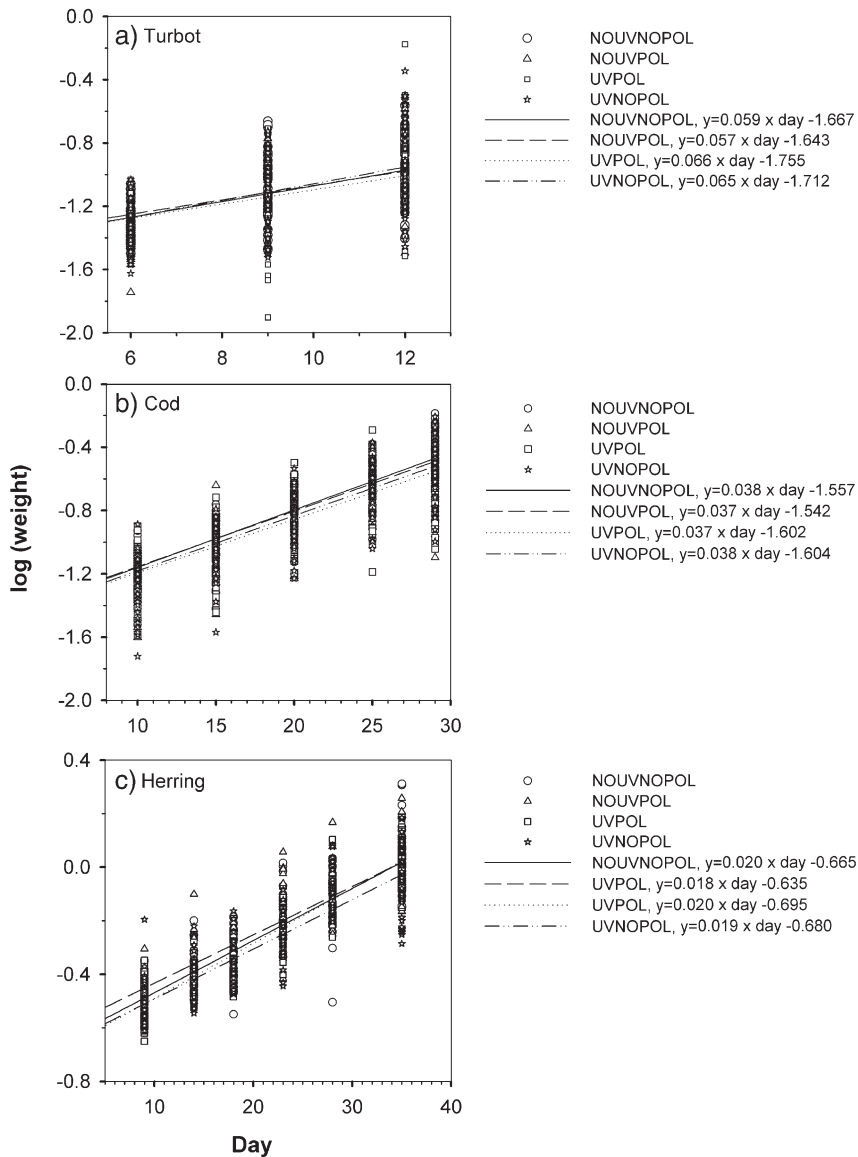 a) Turbot
0.0
-0.4
-0.8
-1.2
-1.6
-2.0
6
8
10
12
NOUVNOPOL
NOUVPOL
UVPOL
UVNOPOL
NOUVNOPOL, y=0.059 x day -1.667
NOUVPOL, y=0.057 x day -1.643
UVPOL, y=0.066 x day -1.755
UVNOPOL, y=0.065 x day -1.712
log (weight)
b) Cod
0.0
-0.4
-0.8
-1.2
-1.6
-2.0
10
15
20
25
30
NOUVNOPOL
NOUVPOL
UVPOL
UVNOPOL
NOUVNOPOL, y=0.038 x day -1.557
NOUVPOL, y=0.037 x day -1.542
UVPOL, y=0.037 x day -1.602
UVNOPOL, y=0.038 x day -1.604
c) Herring
0.4
0.0
-0.4
-0.8
10
20
30
40
NOUVNOPOL
NOUVPOL
UVPOL
UVNOPOL
NOUVNOPOL, y=0.020 x day -0.665
UVPOL, y=0.018 x day -0.635
UVPOL, y=0.020 x day -0.695
UVNOPOL, y=0.019 x day -0.680
Day